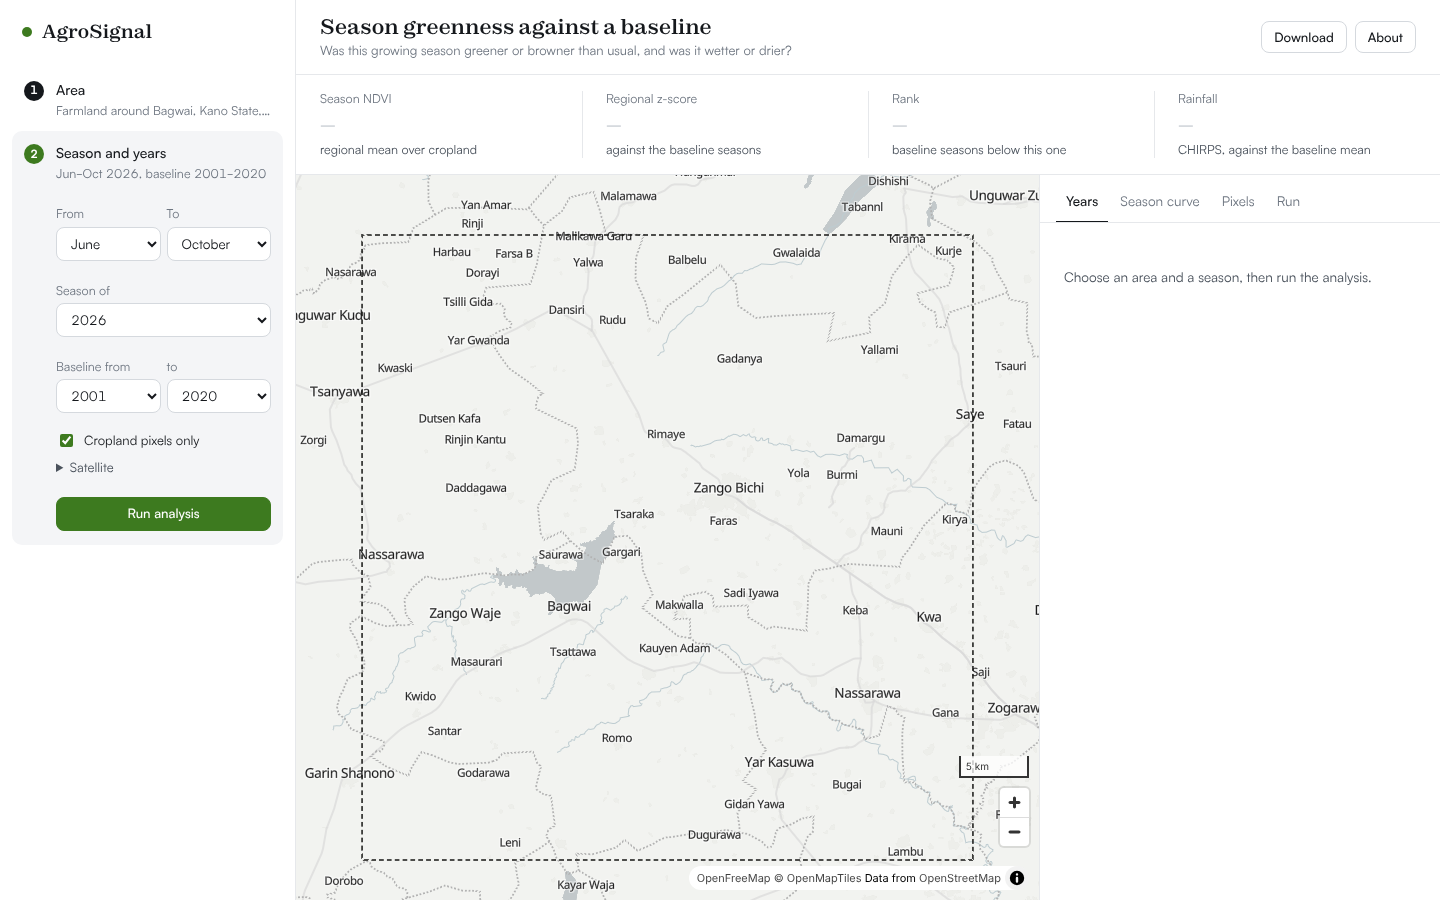 AgroSignal
1
Area
Farmland around Bagwai, Kano State,...
2
Season and years
Jun–Oct 2026, baseline 2001–2020
From
To
June
October
Season of
2026
Baseline from
to
2001
2020
Cropland pixels only
Satellite
Run analysis
Season greenness against a baseline
Was this growing season greener or browner than usual, and was it wetter or drier?
Download
About
Season NDVI
—
regional mean over cropland
Regional z-score
—
against the baseline seasons
Rank
—
baseline seasons below this one
Rainfall
—
CHIRPS, against the baseline mean
Years
Season curve
Pixels
Run
Choose an area and a season, then run the analysis.
Dishishi
Malamawa
Unguwar Zu
Yan Amar
Tabannl
Rinji
Malikawa Garu
Kirama
Harbau
Farsa B
Gwalaida
Kurje
Yalwa
Balbelu
Nasarawa
Dorayi
Tsilli Gida
Dansiri
nguwar Kudu
Rudu
Yar Gwanda
Yallami
Gadanya
Kwaski
Tsauri
Tsanyawa
Saye
Dutsen Kafa
Fatau
Zorgi
Rinjin Kantu
Rimaye
Damargu
Yola
Burmi
Daddagawa
Zango Bichi
Tsaraka
Faras
Kirya
Mauni
Nassarawa
Saurawa
Gargari
Sadi Iyawa
Bagwai
Makwalla
Zango Waje
Keba
Kwa
Tsattawa
Kauyen Adam
Masaurari
Saji
Kwido
Nassarawa
Gana
Zogaraw
Santar
Romo
Yar Kasuwa
Garin Shanono
Godarawa
5 km
Bugai
Gidan Yawa
+
Dugurawa
−
Leni
Lambu
Dorobo
Kayar Waja
OpenFreeMap © OpenMapTiles Data from OpenStreetMap